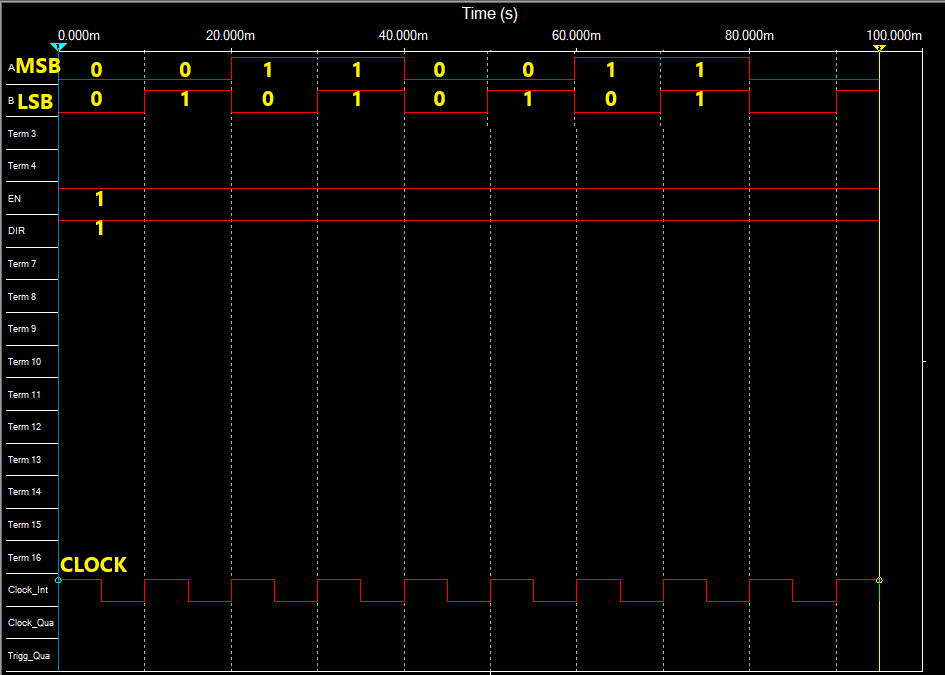 Time (s)
0.000m 20.000m 40.000m 60.000m 80.000m 100.000m
1 2
A MSB 0 0 1 1 0 0 1 1
B LSB 0 1 0 1 0 1 0 1
Term 3
Term 4
EN 1
DIR 1
Term 7
Term 8
Term 9
Term 10
Term 11
Term 12
Term 13
Term 14
Term 15
Term 16
CLOCK
Clock_Int
Clock_Qua
Trigg_Qua